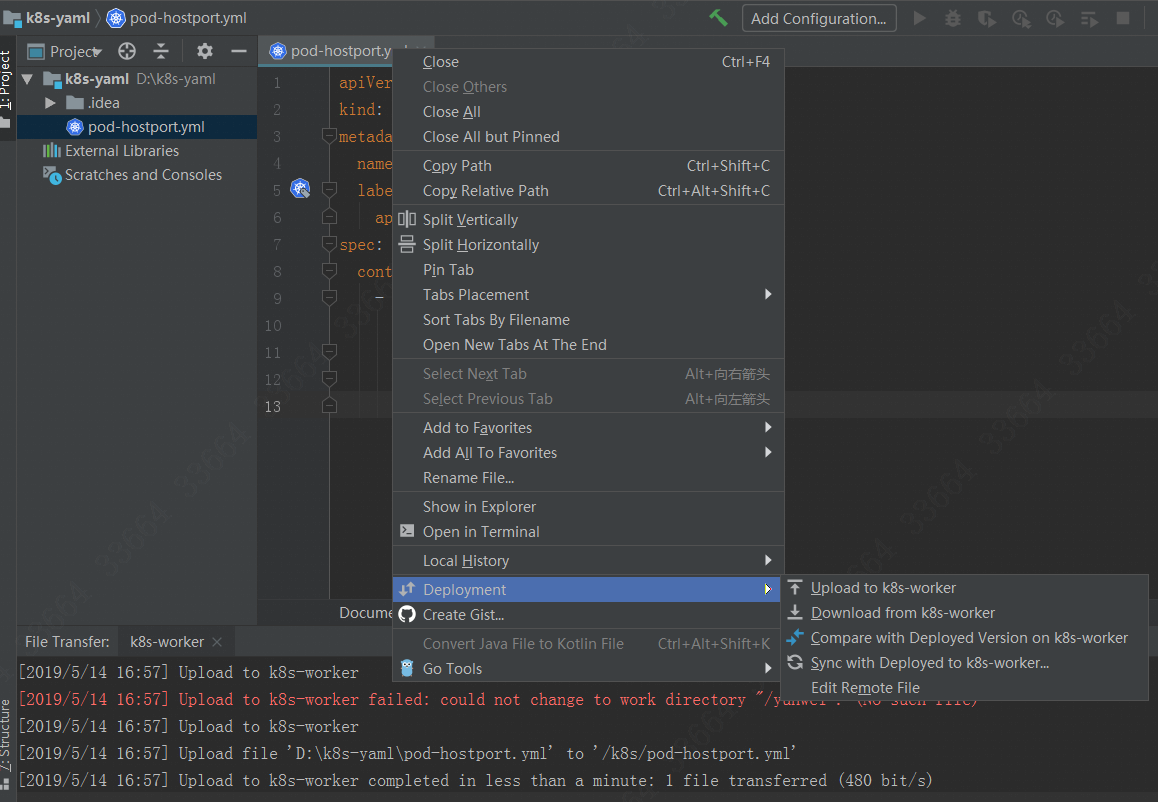 k8s-yaml
pod-hostport.yml
Add Configuration...
1: Project
Project
pod-hostport.y
k8s-yaml D:\k8s-yaml
.idea
pod-hostport.yml
External Libraries
Scratches and Consoles
1 apiVer
2 kind:
3 metada
4 name
5 labe
6 ap
7 spec:
8 cont
9 -
10
11
12
13
Close Ctrl+F4
Close Others
Close All
Close All but Pinned
Copy Path Ctrl+Shift+C
Copy Relative Path Ctrl+Alt+Shift+C
Split Vertically
Split Horizontally
Pin Tab
Tabs Placement
Sort Tabs By Filename
Open New Tabs At The End
Select Next Tab Alt+向右箭头
Select Previous Tab Alt+向左箭头
Add to Favorites
Add All To Favorites
Rename File...
Show in Explorer
Open in Terminal
Local History
Deployment
Create Gist...
Convert Java File to Kotlin File Ctrl+Alt+Shift+K
Go Tools
Upload to k8s-worker
Download from k8s-worker
Compare with Deployed Version on k8s-worker
Sync with Deployed to k8s-worker...
Edit Remote File
Docume
File Transfer: k8s-worker
7: Structure
[2019/5/14 16:57] Upload to k8s-worker
[2019/5/14 16:57] Upload to k8s-worker failed: could not change to work directory "/yanwei". (No such file)
[2019/5/14 16:57] Upload to k8s-worker
[2019/5/14 16:57] Upload file 'D:\k8s-yaml\pod-hostport.yml' to '/k8s/pod-hostport.yml'
[2019/5/14 16:57] Upload to k8s-worker completed in less than a minute: 1 file transferred (480 bit/s)
33664
33664
33664
33664
33664
33664